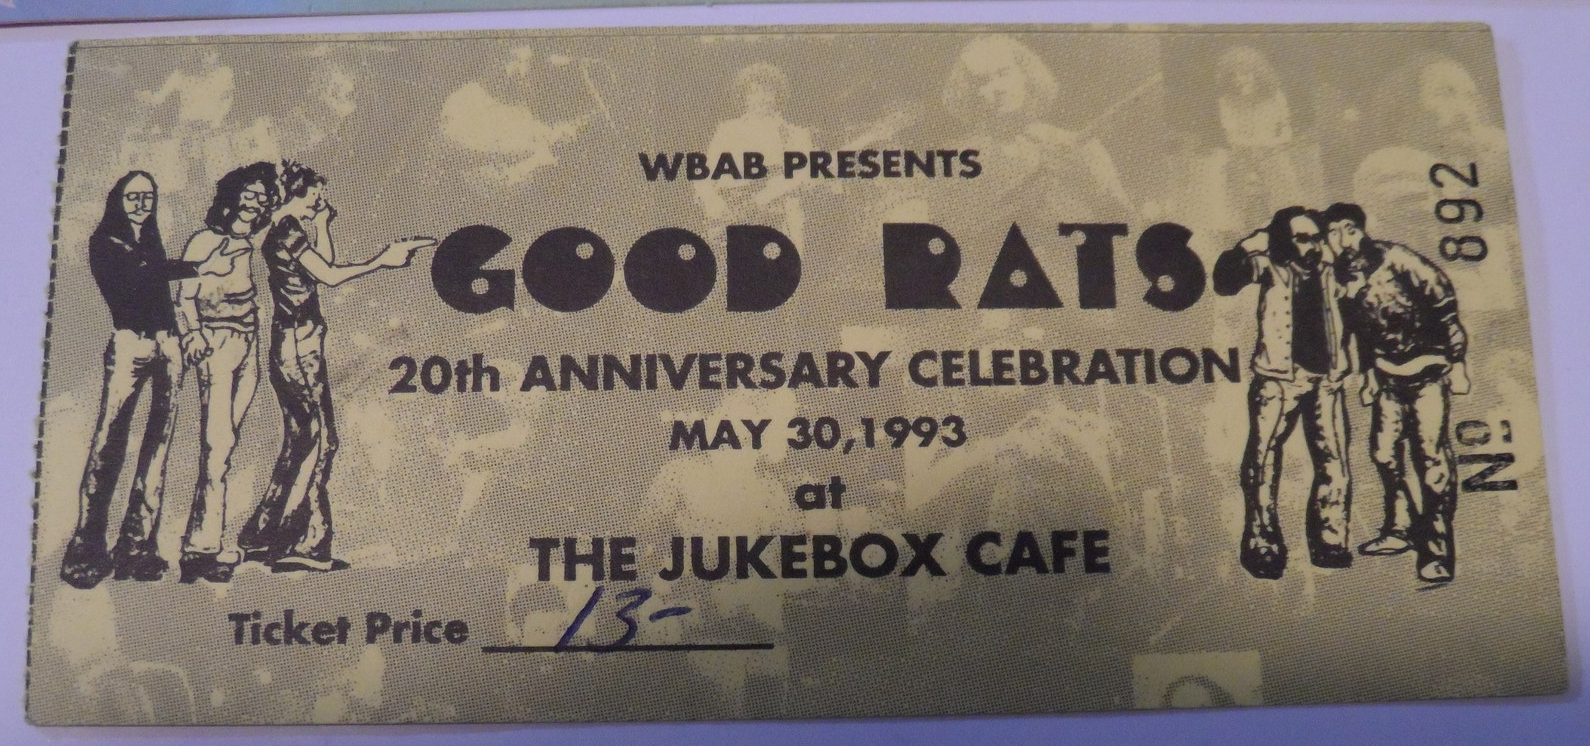 WBAB PRESENTS
GOOD RATS
20th ANNIVERSARY CELEBRATION
MAY 30,1993
at
THE JUKEBOX CAFE
Ticket Price 13-
Nº 892